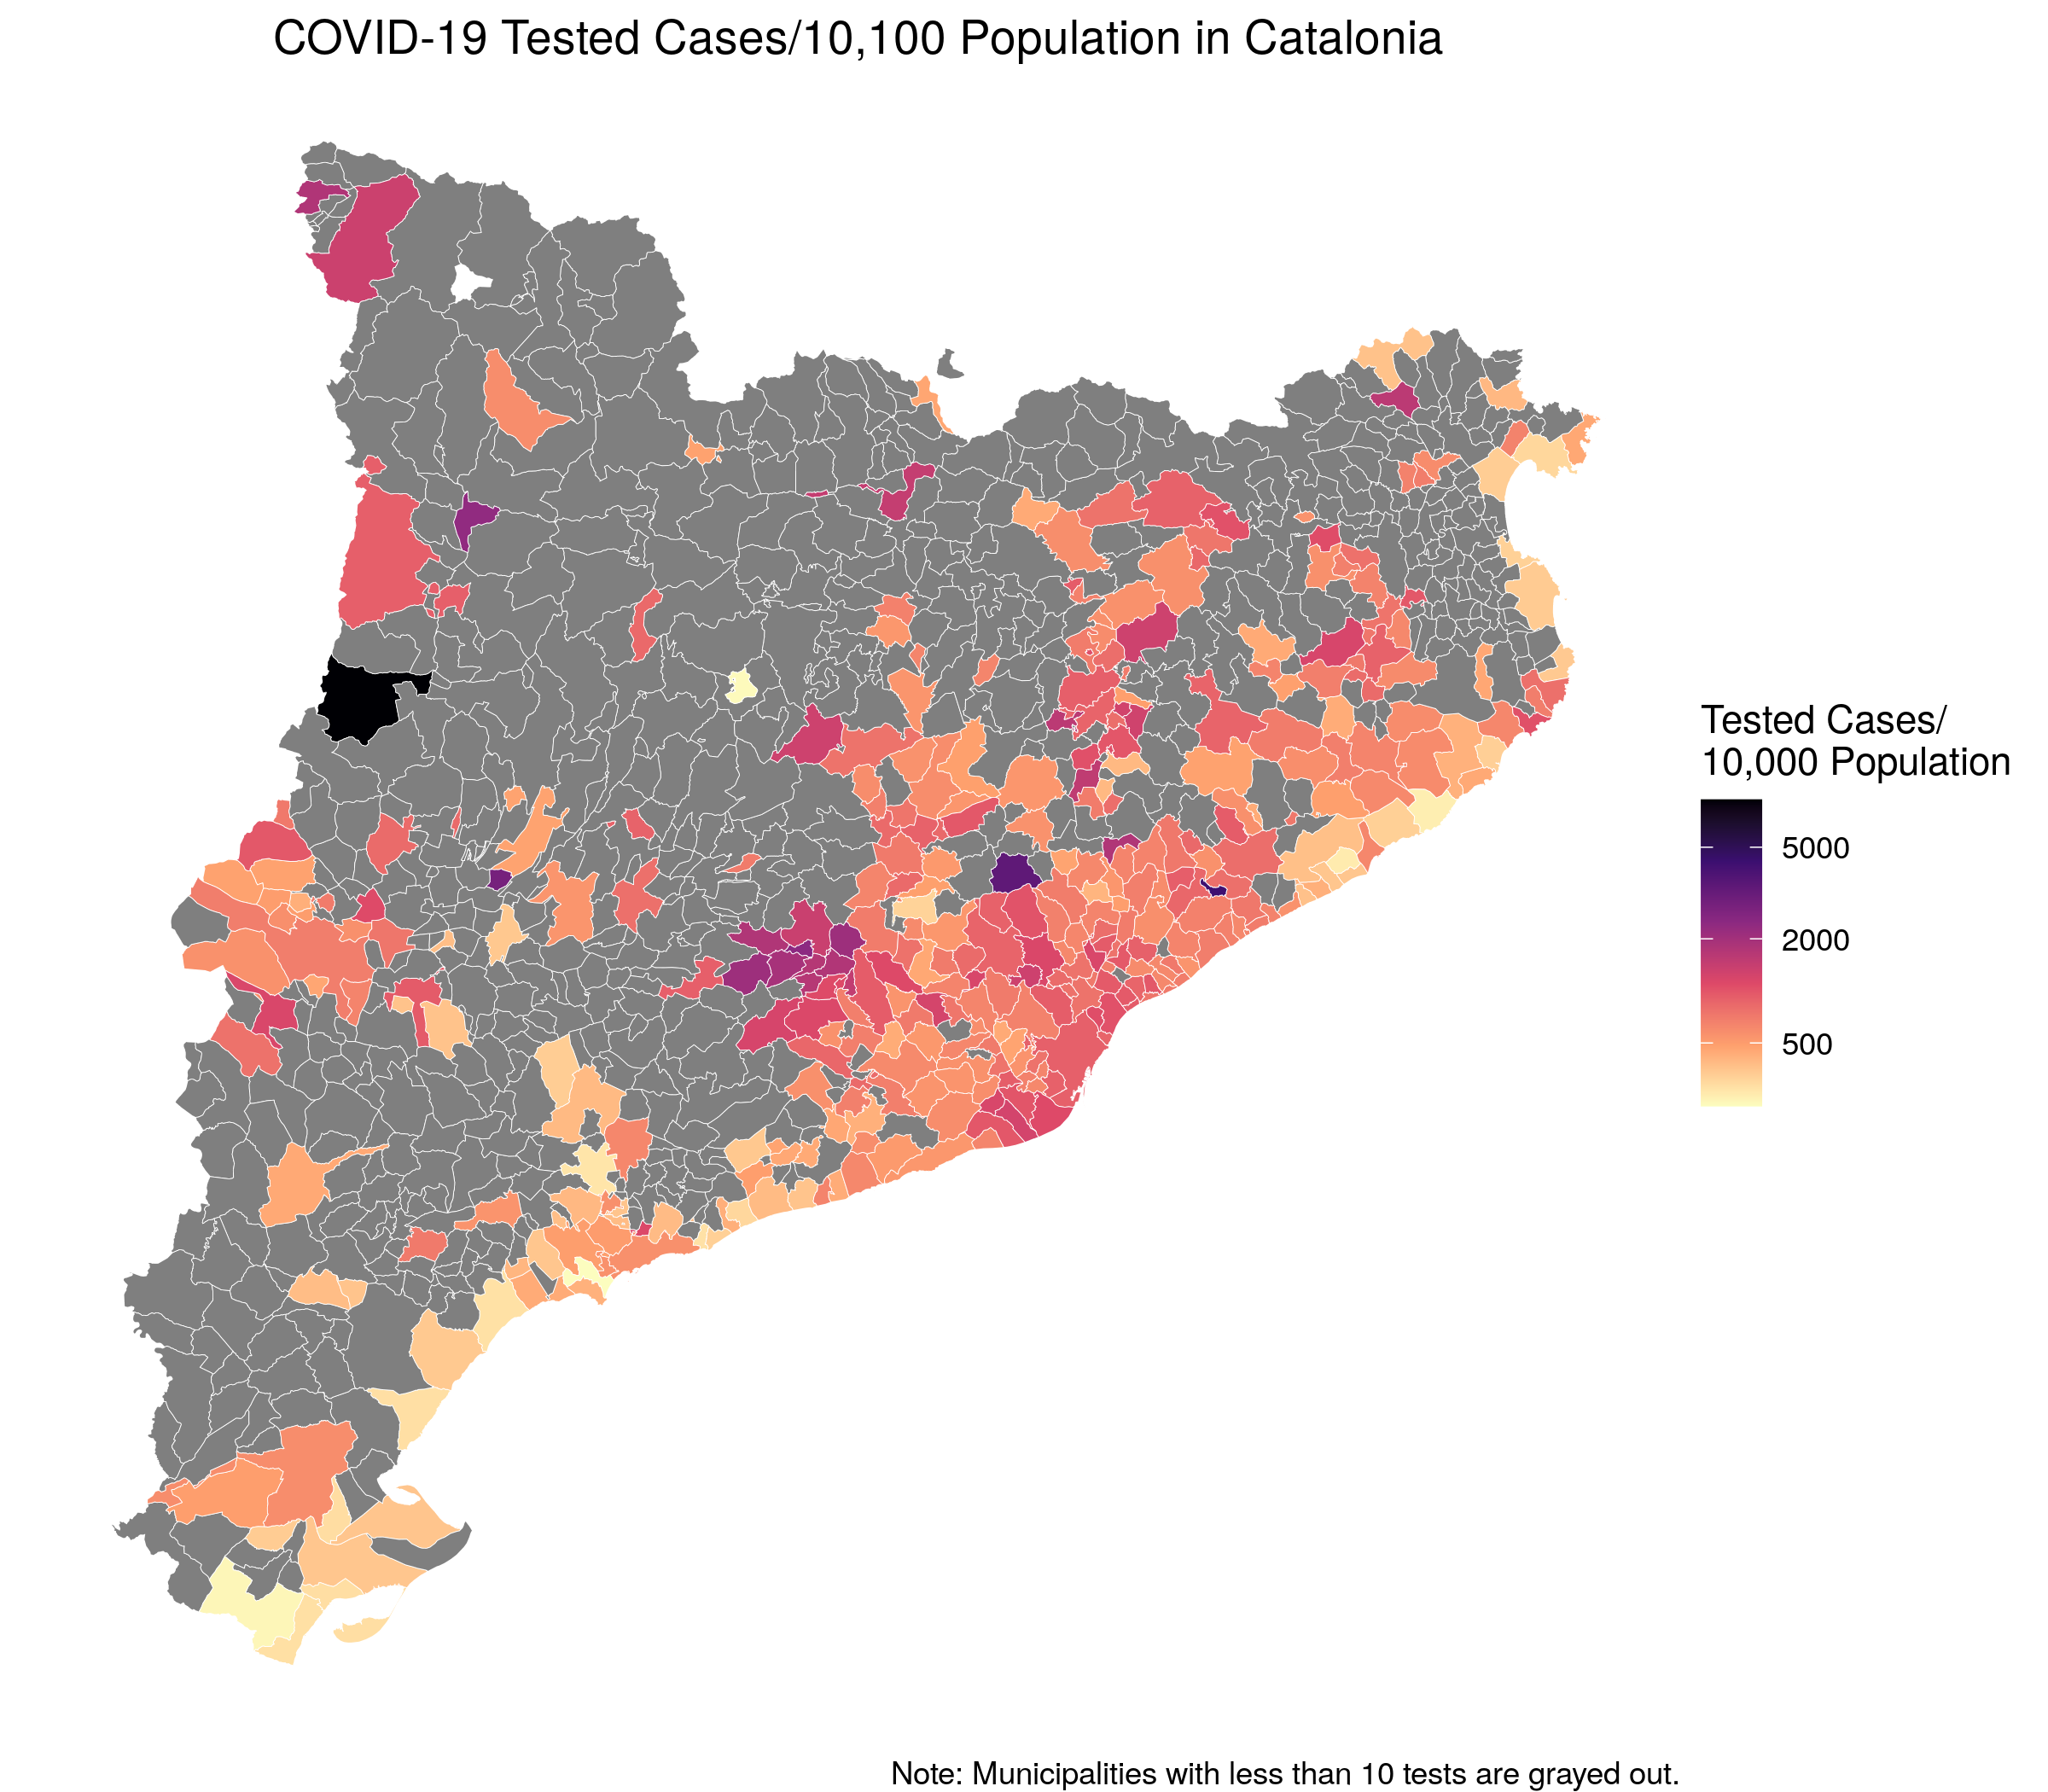 COVID-19 Tested Cases/10,100 Population in Catalonia
Tested Cases/
10,000 Population
5000
2000
500
Note: Municipalities with less than 10 tests are grayed out.